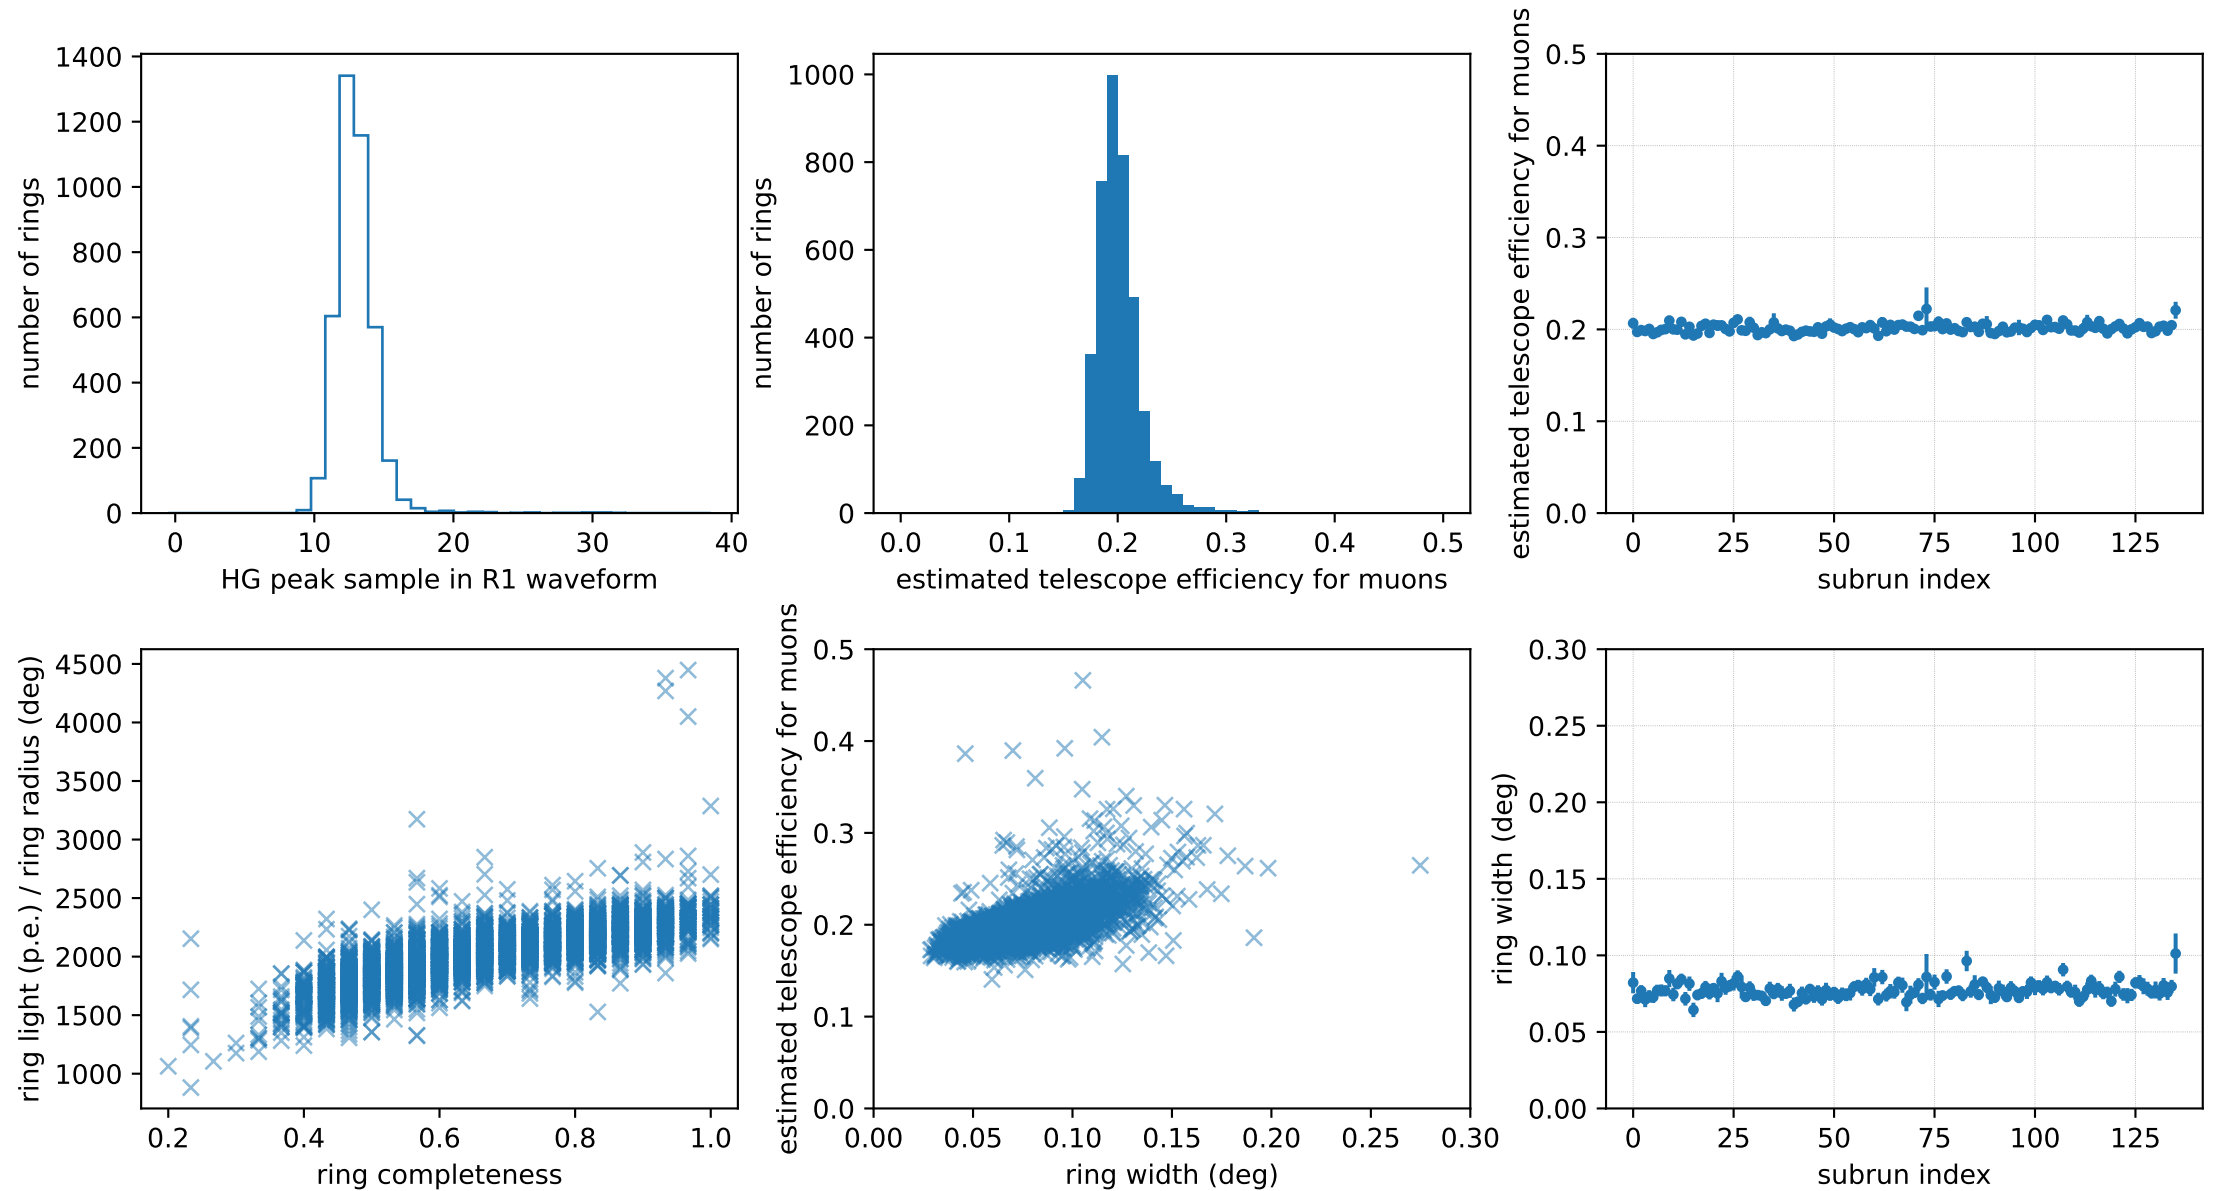 1400
1200
1000
800
600
400
200
0
number of rings
0 10 20 30 40
HG peak sample in R1 waveform
1000
800
600
400
200
0
number of rings
0.0 0.1 0.2 0.3 0.4 0.5
estimated telescope efficiency for muons
0.5
0.4
0.3
0.2
0.1
0.0
estimated telescope efficiency for muons
0 25 50 75 100 125
subrun index
4500
4000
3500
3000
2500
2000
1500
1000
ring light (p.e.) / ring radius (deg)
0.2 0.4 0.6 0.8 1.0
ring completeness
0.5
0.4
0.3
0.2
0.1
0.0
estimated telescope efficiency for muons
0.00 0.05 0.10 0.15 0.20 0.25 0.30
ring width (deg)
0.30
0.25
0.20
0.15
0.10
0.05
0.00
ring width (deg)
0 25 50 75 100 125
subrun index